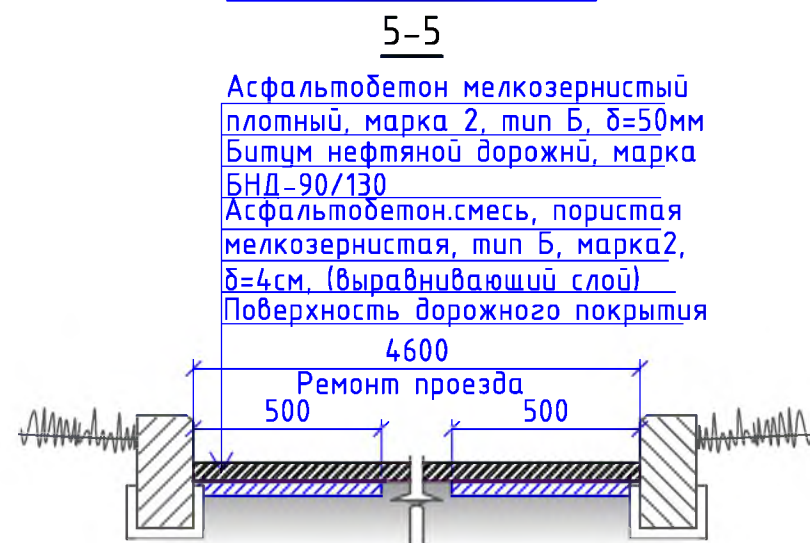 5-5
Асфальтобетон мелкозернистый
плотный, марка 2, тип Б, δ=50мм
Битум нефтяной дорожнй, марка
БНД-90/130
Асфальтобетон.смесь, пористая
мелкозернистая, тип Б, марка2,
δ=4см, (выравнивающий слой)
Поверхность дорожного покрытия
4600
Ремонт проезда
500 500